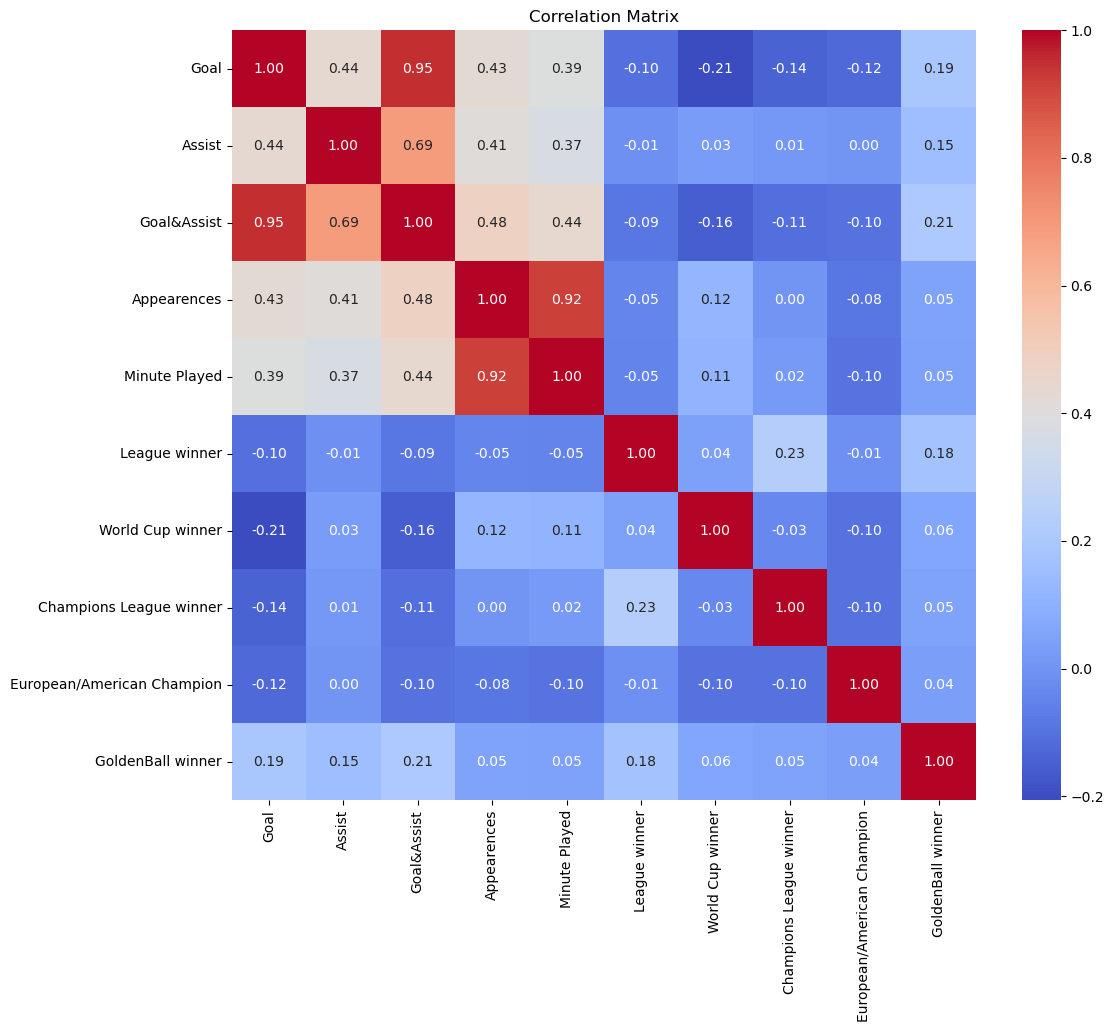 Correlation Matrix
Goal 1.00 0.44 0.95 0.43 0.39 -0.10 -0.21 -0.14 -0.12 0.19
Assist 0.44 1.00 0.69 0.41 0.37 -0.01 0.03 0.01 0.00 0.15
Goal&Assist 0.95 0.69 1.00 0.48 0.44 -0.09 -0.16 -0.11 -0.10 0.21
Appearences 0.43 0.41 0.48 1.00 0.92 -0.05 0.12 0.00 -0.08 0.05
Minute Played 0.39 0.37 0.44 0.92 1.00 -0.05 0.11 0.02 -0.10 0.05
League winner -0.10 -0.01 -0.09 -0.05 -0.05 1.00 0.04 0.23 -0.01 0.18
World Cup winner -0.21 0.03 -0.16 0.12 0.11 0.04 1.00 -0.03 -0.10 0.06
Champions League winner -0.14 0.01 -0.11 0.00 0.02 0.23 -0.03 1.00 -0.10 0.05
European/American Champion -0.12 0.00 -0.10 -0.08 -0.10 -0.01 -0.10 -0.10 1.00 0.04
GoldenBall winner 0.19 0.15 0.21 0.05 0.05 0.18 0.06 0.05 0.04 1.00
Goal
Assist
Goal&Assist
Appearences
Minute Played
League winner
World Cup winner
Champions League winner
European/American Champion
GoldenBall winner
1.0
0.8
0.6
0.4
0.2
0.0
−0.2